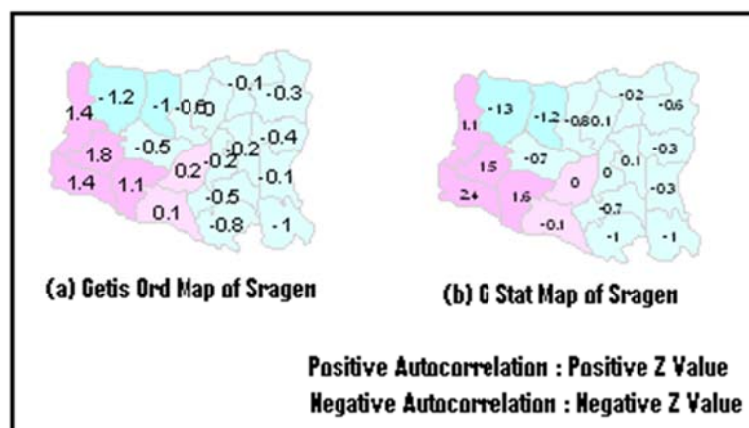 -0.1
-1.2 -1 -0.3
1.4
-0.4
-0.5 -0.2
1.8 -0.2
0.2 -0.1
1.4 1.1
-0.5
0.1
-0.8 -1
-0.2
-1.3 -1.2 -0.6
1.1 -0.8 0.1
-0.3
-0.7 0.1
1.5 0
0 -0.3
2.4 1.6
-0.7
-0.1
-1 -1
(a) Getis Ord Map of Sragen
(b) G Stat Map of Sragen
Positive Autocorrelation : Positive Z Value
Negative Autocorrelation : Negative Z Value